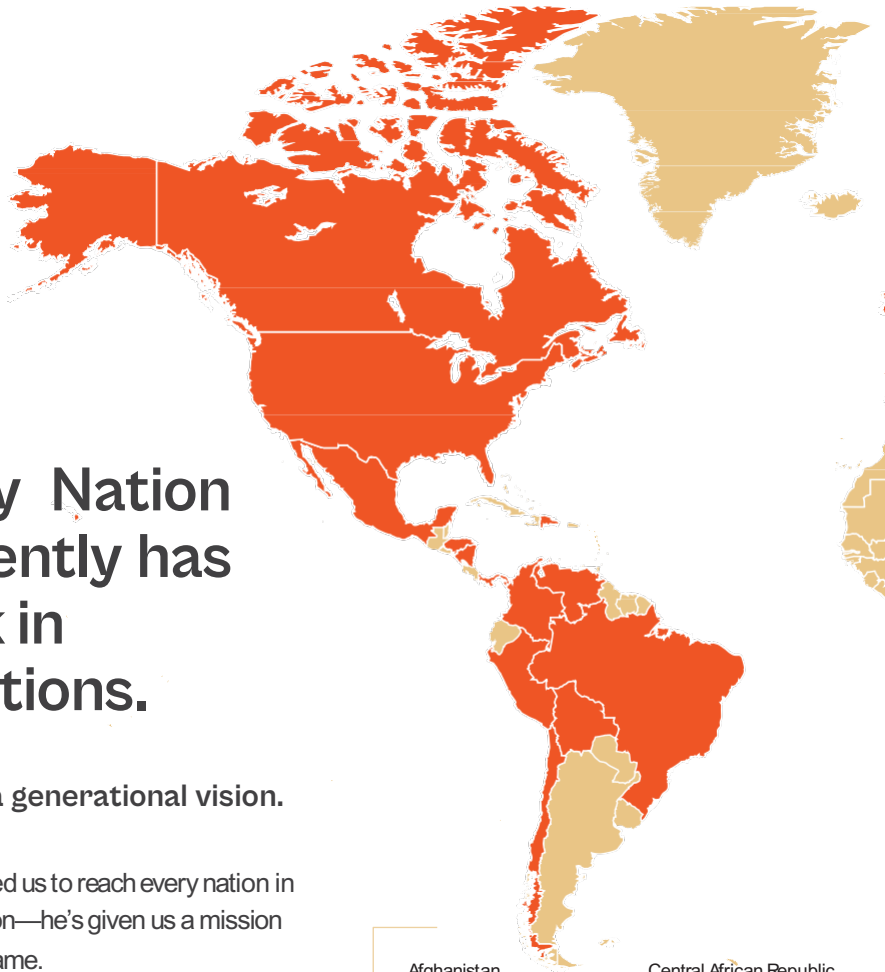 y Nation
ently has
in
tions.
a generational vision.
ed us to reach every nation in
on—he's given us a mission
ame.
Afghanistan
Central African Republic